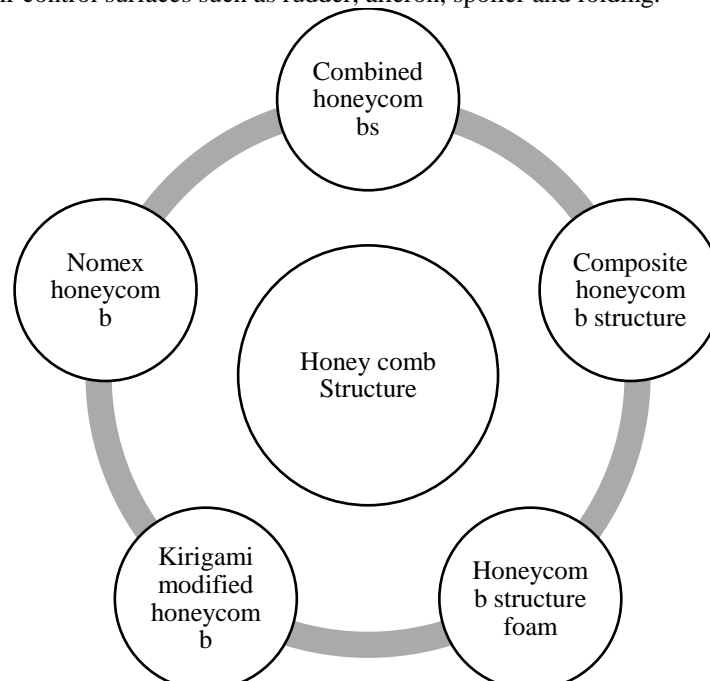 control surfaces such as rudder, aileron, spoiler and folding.
Combined
honeycom
bs
Nomex
honeycom
b
Composite
honeycom
b structure
Honey comb
Structure
Kirigami
modified
honeycom
b
Honeycom
b structure
foam